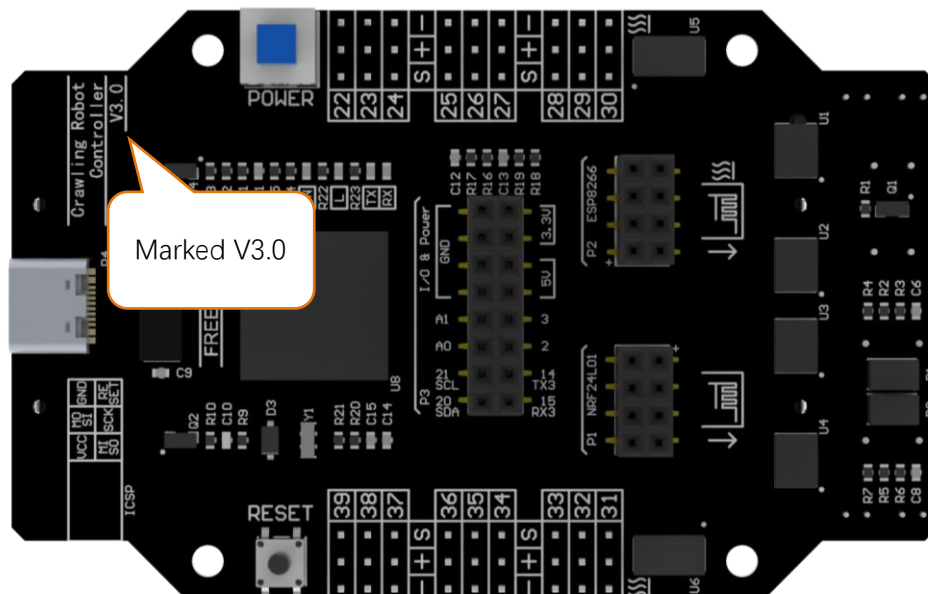 U5
POWER
22 23 24 - + S 25 26 27 S + - 28 29 30
Crawling Robot
Controller
V3.0
Marked V3.0
U1
C12 R17 R16 C13 R19 R18
R22 L R23 TX RX
P2 ESP8266
R1 Q1
I/O & Power
GND
3.3V
5V
U2
R4 R2 R3 C6
FREE
A1 3
A0 2
21 14
SCL TX3
20 15
SDA RX3
P3
U3
C9
U8
P1 NRF24L01
GND RE
SET
MO
SI SCK
VCC MI
SO
ICSP
Q2 R10 C10 R9 D3 Y1 R21 R20 C15 C14
U4
R7 R5 R6 C8
RESET
39 38 37 - + S 36 35 34 S + - 33 32 31
U6